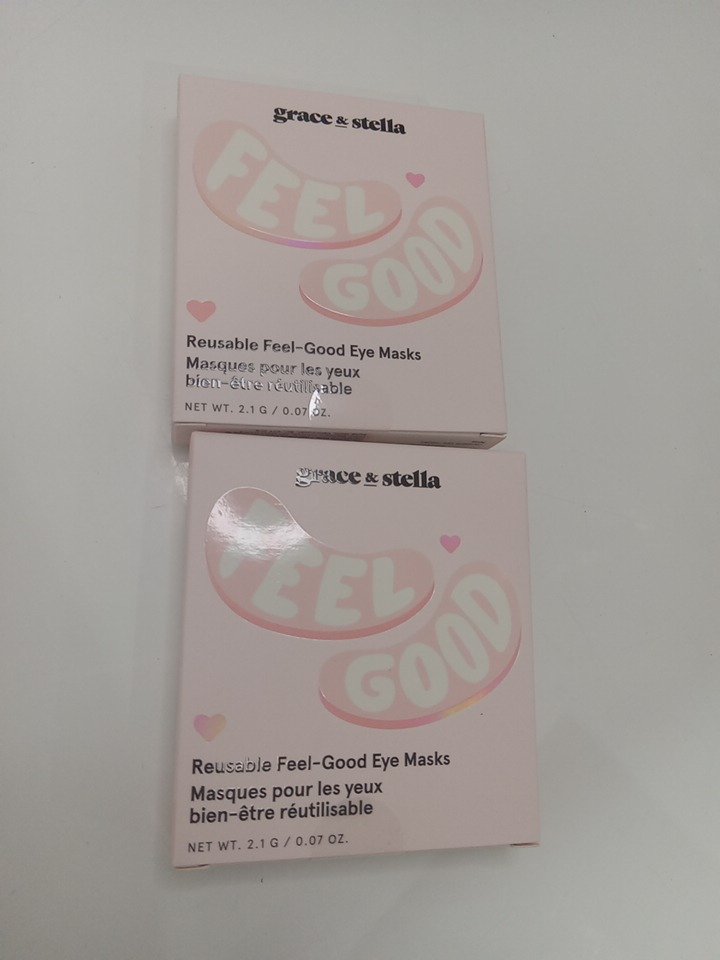 grace & stella
FEEL
GOOD
Reusable Feel-Good Eye Masks
Masques pour les yeux
bien-être réutilisable
NET WT. 2.1 G / 0.07 OZ.
grace & stella
FEEL
GOOD
Reusable Feel-Good Eye Masks
Masques pour les yeux
bien-être réutilisable
NET WT. 2.1 G / 0.07 OZ.